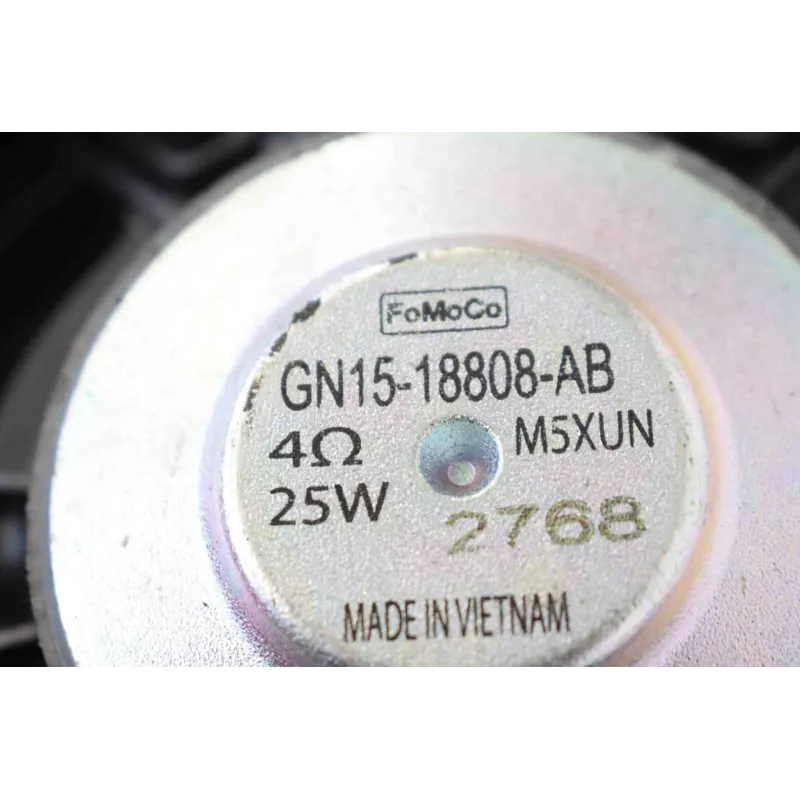 FoMoCo
GN15-18808-AB
4Ω M5XUN
25W
2768
MADE IN VIETNAM